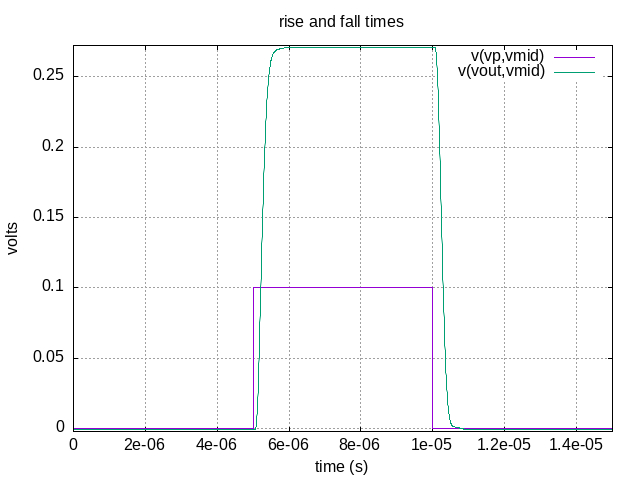 rise and fall times
v(vp,vmid)
v(vout,vmid)
0.25
0.2
0.15
0.1
0.05
0
volts
0 2e-06 4e-06 6e-06 8e-06 1e-05 1.2e-05 1.4e-05
time (s)